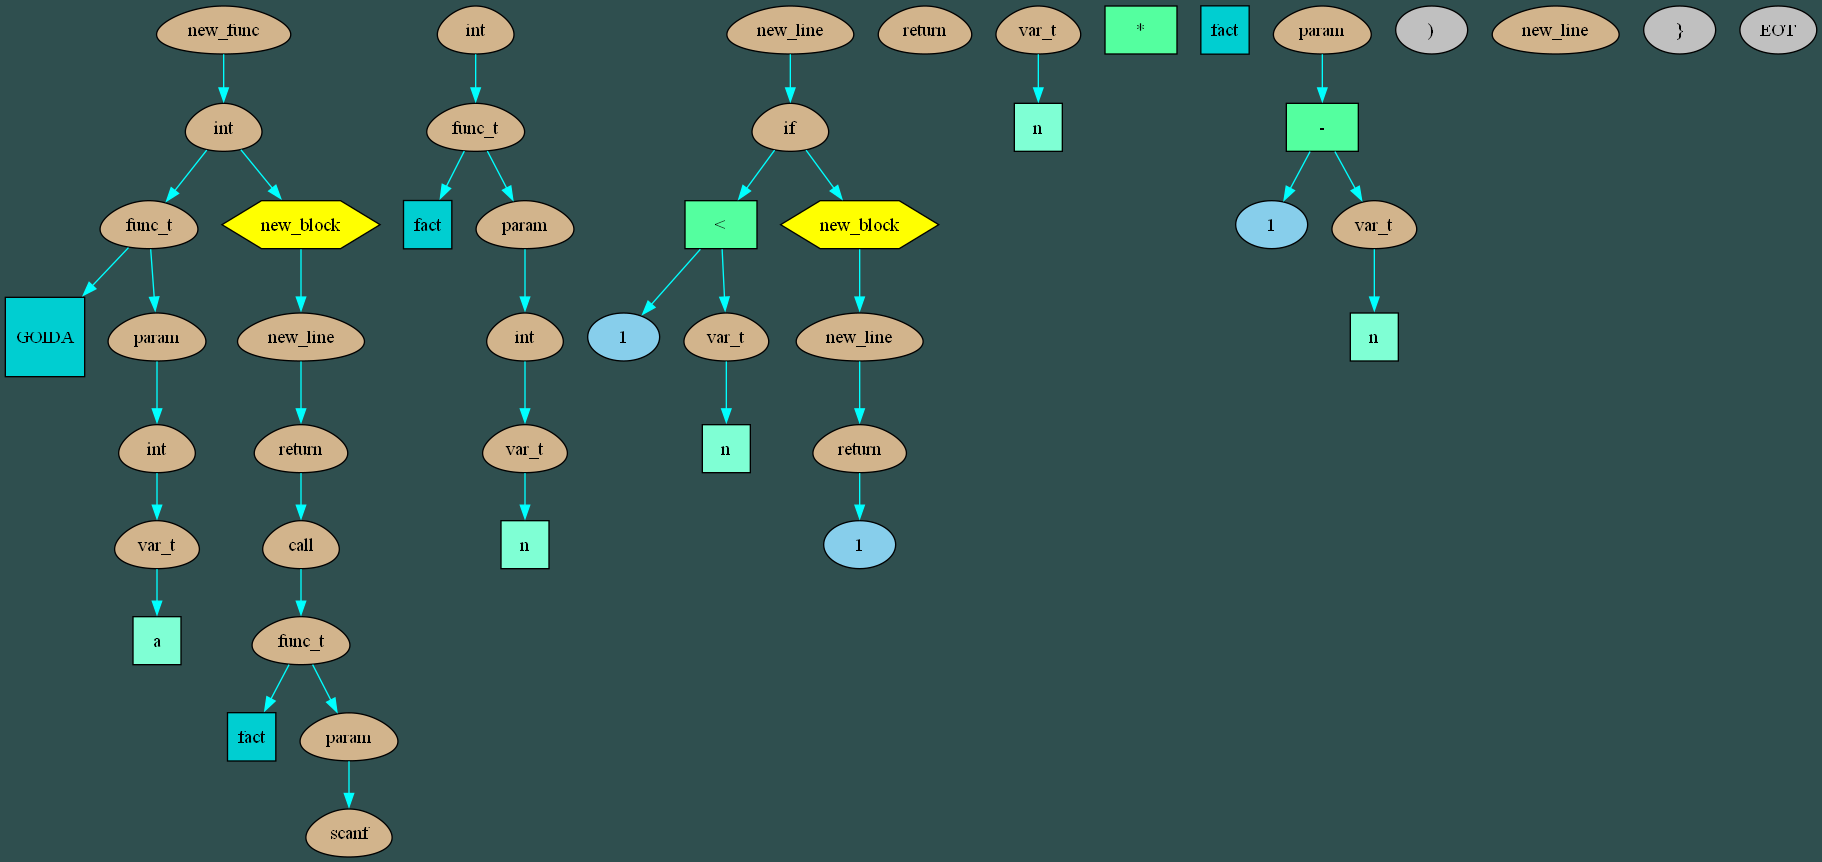 new_func
int
new_line
return
var_t
*
fact
param
)
new_line
}
EOT
int
func_t
if
n
-
func_t
new_block
fact
param
<
new_block
1
var_t
GOIDA
param
new_line
int
1
var_t
new_line
n
int
return
var_t
n
return
var_t
call
n
1
a
func_t
fact
param
scanf